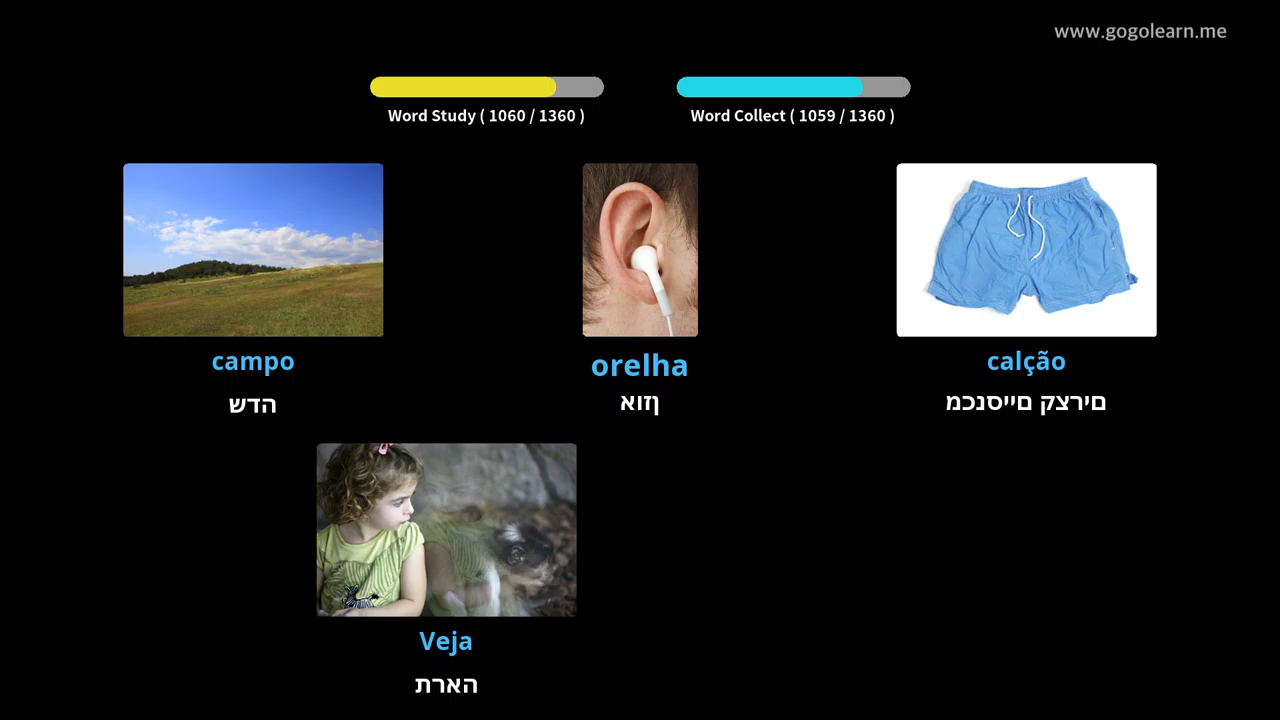 www.gogolearn.me
Word Study ( 1060 / 1360 )
Word Collect ( 1059 / 1360 )
campo
הדש
orelha
ןזוא
calção
םירצק םייסנכמ
Veja
הארת